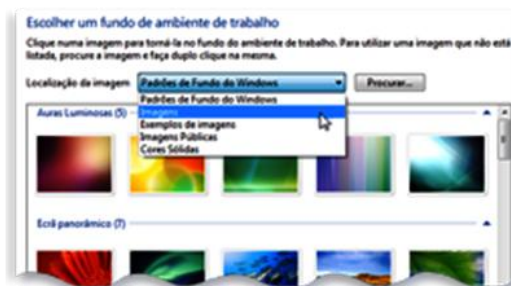 Escolher um fundo de ambiente de trabalho
Clique numa imagem para torná-la no fundo do ambiente de trabalho. Para utilizar uma imagem que não está
listada, procure a imagem e faça duplo clique na mesma.
Localização da imagem Padrões de Fundo do Windows Procurar...
Padrões de Fundo do Windows
Auras Luminosas (5) Imagens
Exemplos de imagens
Imagens Públicas
Cores Sólidas
Ecrã panorâmico (7)